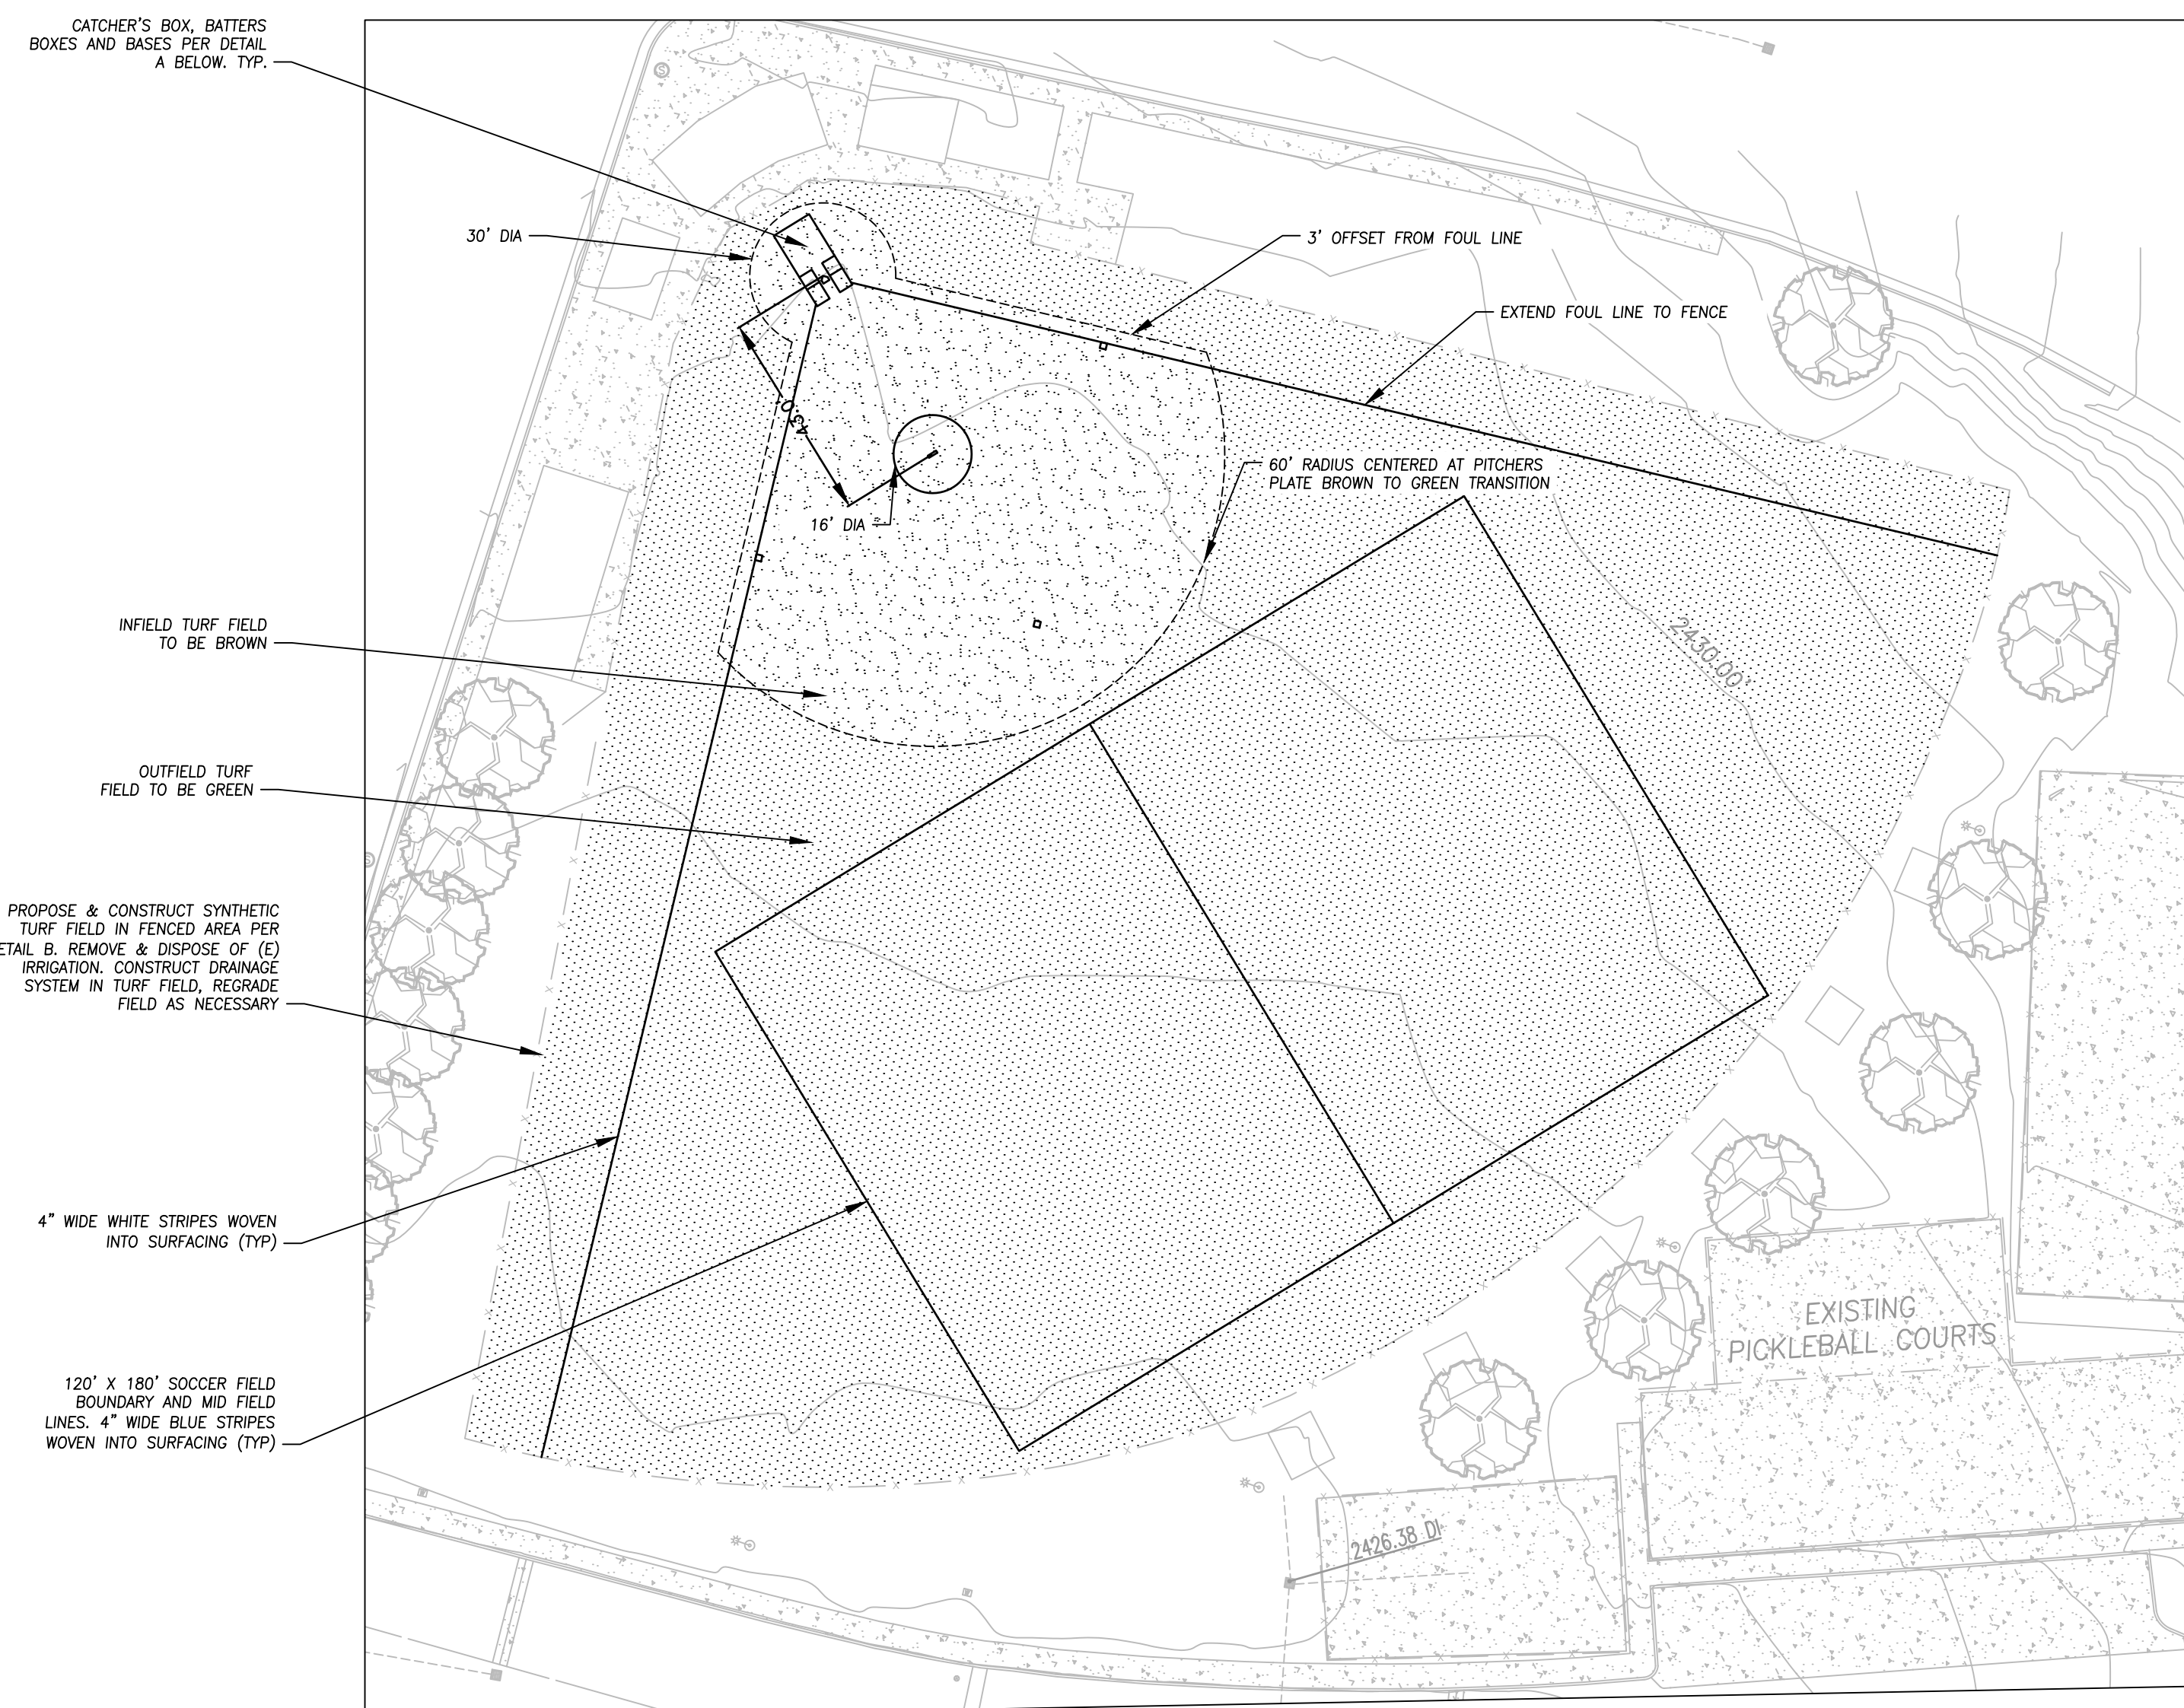 CATCHER'S BOX, BATTERS
BOXES AND BASES PER DETAIL
A BELOW. TYP.
30' DIA
3' OFFSET FROM FOUL LINE
EXTEND FOUL LINE TO FENCE
60' RADIUS CENTERED AT PITCHERS
PLATE BROWN TO GREEN TRANSITION
16' DIA
INFIELD TURF FIELD
TO BE BROWN
2430.00'
OUTFIELD TURF
FIELD TO BE GREEN
PROPOSE & CONSTRUCT SYNTHETIC
TURF FIELD IN FENCED AREA PER
ETAIL B. REMOVE & DISPOSE OF (E)
IRRIGATION. CONSTRUCT DRAINAGE
SYSTEM IN TURF FIELD, REGRADE
FIELD AS NECESSARY
4" WIDE WHITE STRIPES WOVEN
INTO SURFACING (TYP)
EXISTING
PICKLEBALL COURTS
120' X 180' SOCCER FIELD
BOUNDARY AND MID FIELD
LINES. 4" WIDE BLUE STRIPES
WOVEN INTO SURFACING (TYP)
2426.38 DI